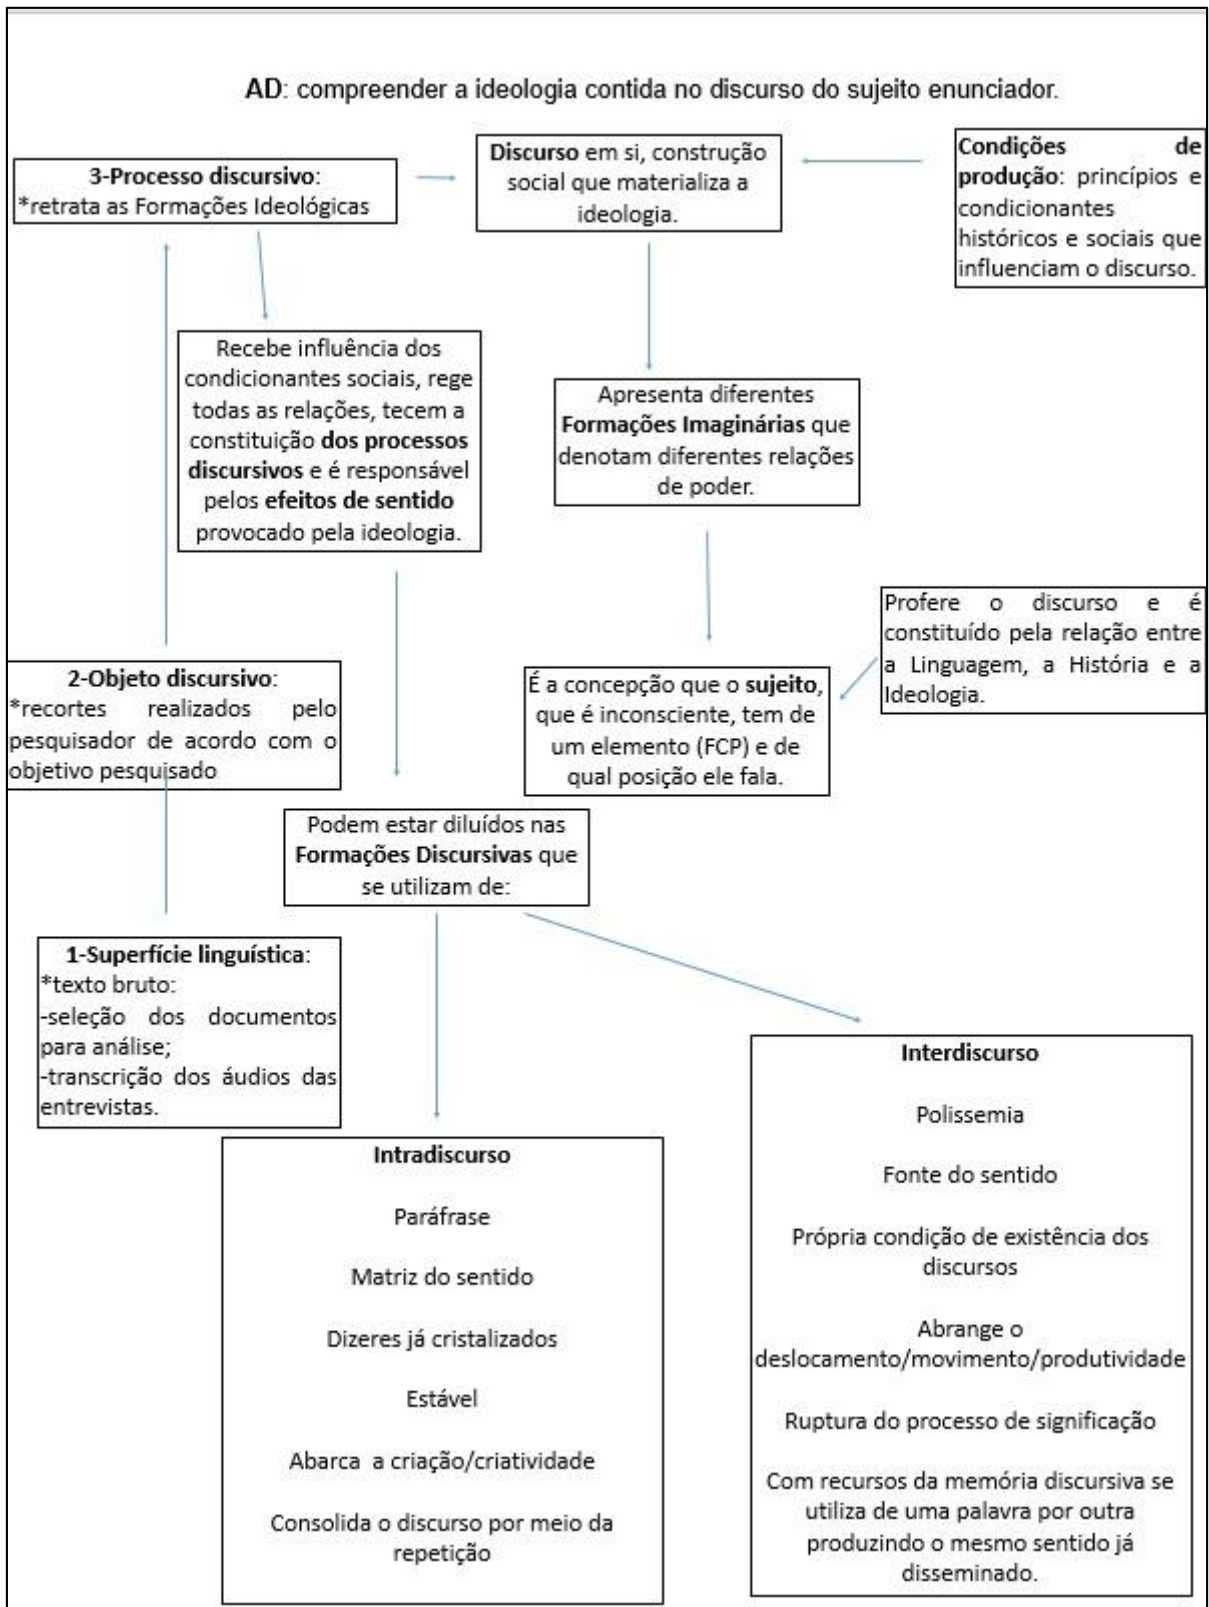 AD: compreender a ideologia contida no discurso do sujeito enunciador.
3-Processo discursivo:
*retrata as Formações Ideológicas
Discurso em si, construção
social que materializa a
ideologia.
Condições de
produção: princípios e
condicionantes
históricos e sociais que
influenciam o discurso.
Recebe influência dos
condicionantes sociais, rege
todas as relações, tecem a
constituição dos processos
discursivos e é responsável
pelos efeitos de sentido
provocado pela ideologia.
Apresenta diferentes
Formações Imaginárias que
denotam diferentes relações
de poder.
Profere o discurso e é
constituído pela relação entre
a Linguagem, a História e a
Ideologia.
2-Objeto discursivo:
*recortes realizados pelo
pesquisador de acordo com o
objetivo pesquisado
É a concepção que o sujeito,
que é inconsciente, tem de
um elemento (FCP) e de
qual posição ele fala.
Podem estar diluídos nas
Formações Discursivas que
se utilizam de:
1-Superfície linguística:
*texto bruto:
-seleção dos documentos
para análise;
-transcrição dos áudios das
entrevistas.
Intradiscurso
Paráfrase
Matriz do sentido
Dizeres já cristalizados
Estável
Abarca a criação/criatividade
Consolida o discurso por meio da
repetição
Interdiscurso
Polissemia
Fonte do sentido
Própria condição de existência dos
discursos
Abrange o
deslocamento/movimento/produtividade
Ruptura do processo de significação
Com recursos da memória discursiva se
utiliza de uma palavra por outra
produzindo o mesmo sentido já
disseminado.